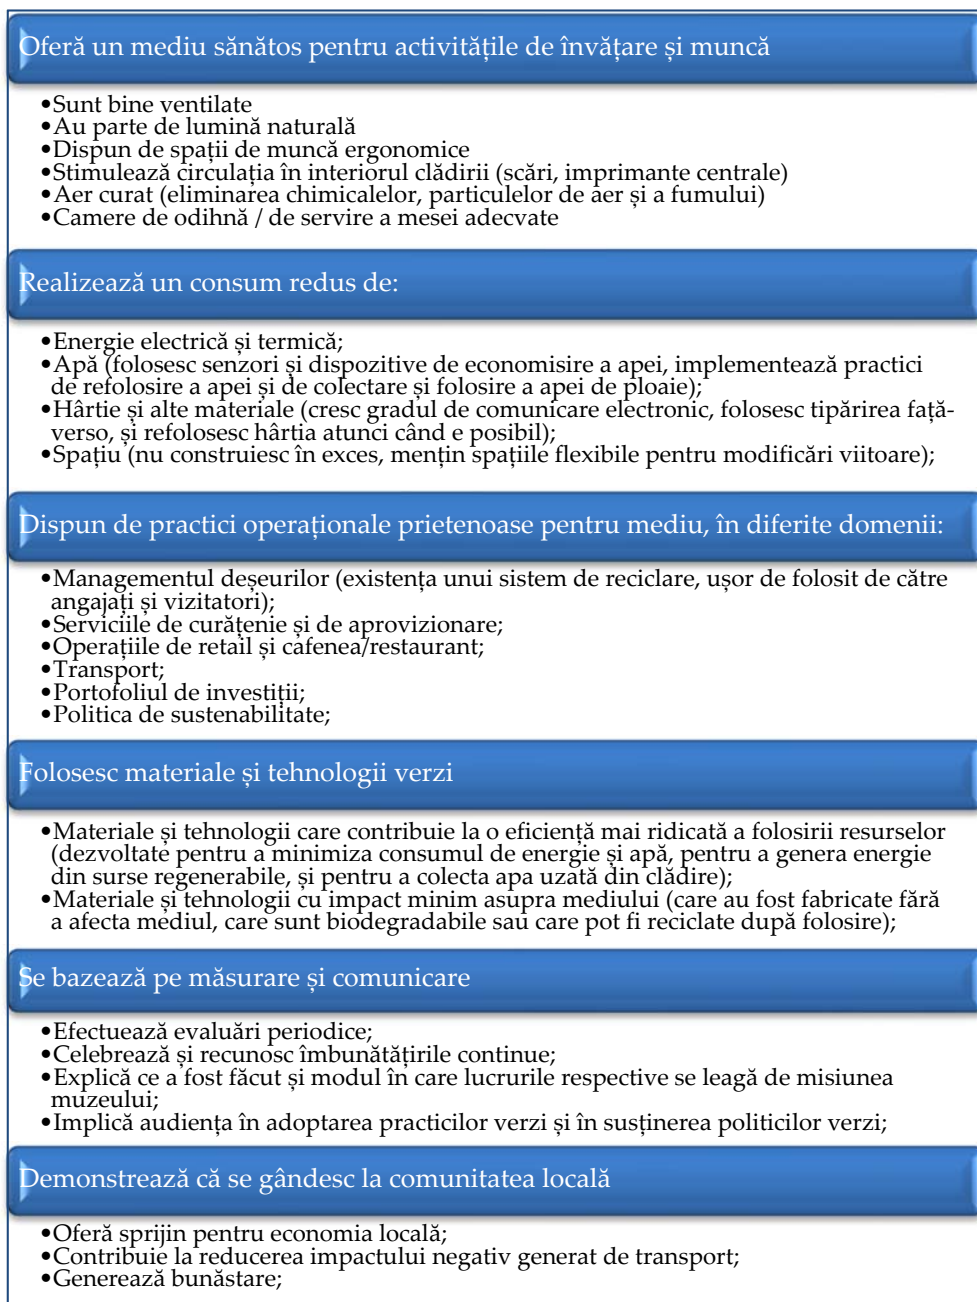 Oferă un mediu sănătos pentru activitățile de învățare și muncă
•Sunt bine ventilate
•Au parte de lumină naturală
•Dispun de spații de muncă ergonomice
•Stimulează circulația în interiorul clădirii (scări, imprimante centrale)
•Aer curat (eliminarea chimicalelor, particulelor de aer și a fumului)
•Camere de odihnă / de servire a mesei adecvate
Realizează un consum redus de:
•Energie electrică și termică;
•Apă (folosesc senzori și dispozitive de economisire a apei, implementează practici
de refolosire a apei și de colectare și folosire a apei de ploaie);
•Hârtie și alte materiale (cresc gradul de comunicare electronic, folosesc tipărirea față-
verso, și refolosesc hârtia atunci când e posibil);
•Spațiu (nu construiesc în exces, mențin spațiile flexibile pentru modificări viitoare);
Dispun de practici operaționale prietenoase pentru mediu, în diferite domenii:
•Managementul deșeurilor (existența unui sistem de reciclare, ușor de folosit de către
angajați și vizitatori);
•Serviciile de curățenie și de aprovizionare;
•Operațiile de retail și cafenea/restaurant;
•Transport;
•Portofoliul de investiții;
•Politica de sustenabilitate;
Folosesc materiale și tehnologii verzi
•Materiale și tehnologii care contribuie la o eficiență mai ridicată a folosirii resurselor
(dezvoltate pentru a minimiza consumul de energie și apă, pentru a genera energie
din surse regenerabile, și pentru a colecta apa uzată din clădire);
•Materiale și tehnologii cu impact minim asupra mediului (care au fost fabricate fără
a afecta mediul, care sunt biodegradabile sau care pot fi reciclate după folosire);
Se bazează pe măsurare și comunicare
•Efectuează evaluări periodice;
•Celebrează și recunosc îmbunătățirile continue;
•Explică ce a fost făcut și modul în care lucrurile respective se leagă de misiunea
muzeului;
•Implică audiența în adoptarea practicilor verzi și în susținerea politicilor verzi;
Demonstrează că se gândesc la comunitatea locală
•Oferă sprijin pentru economia locală;
•Contribuie la reducerea impactului negativ generat de transport;
•Generează bunăstare;